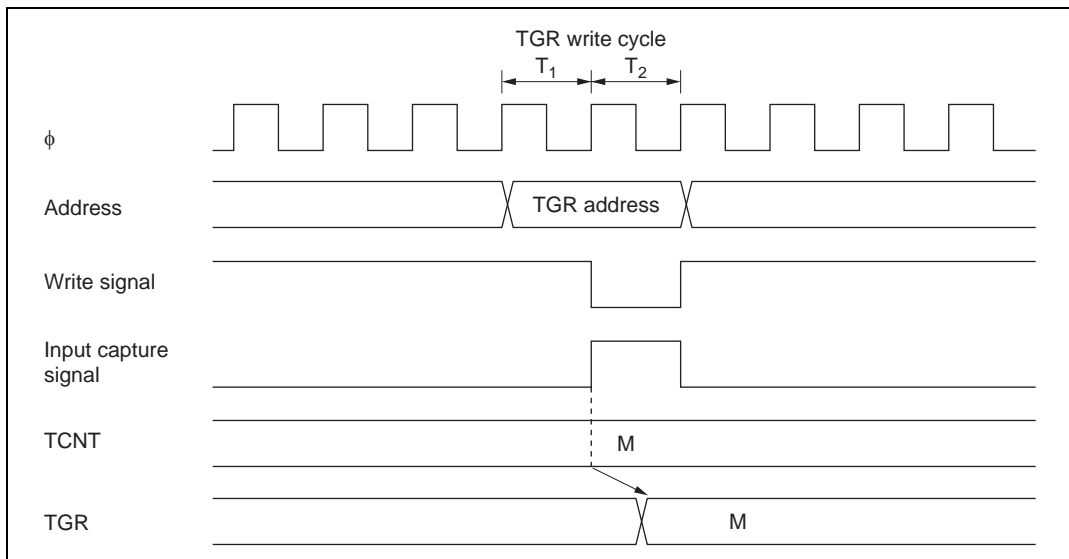 TGR write cycle
T₁ T₂
ϕ
Address
TGR address
Write signal
Input capture
signal
TCNT
M
TGR
M